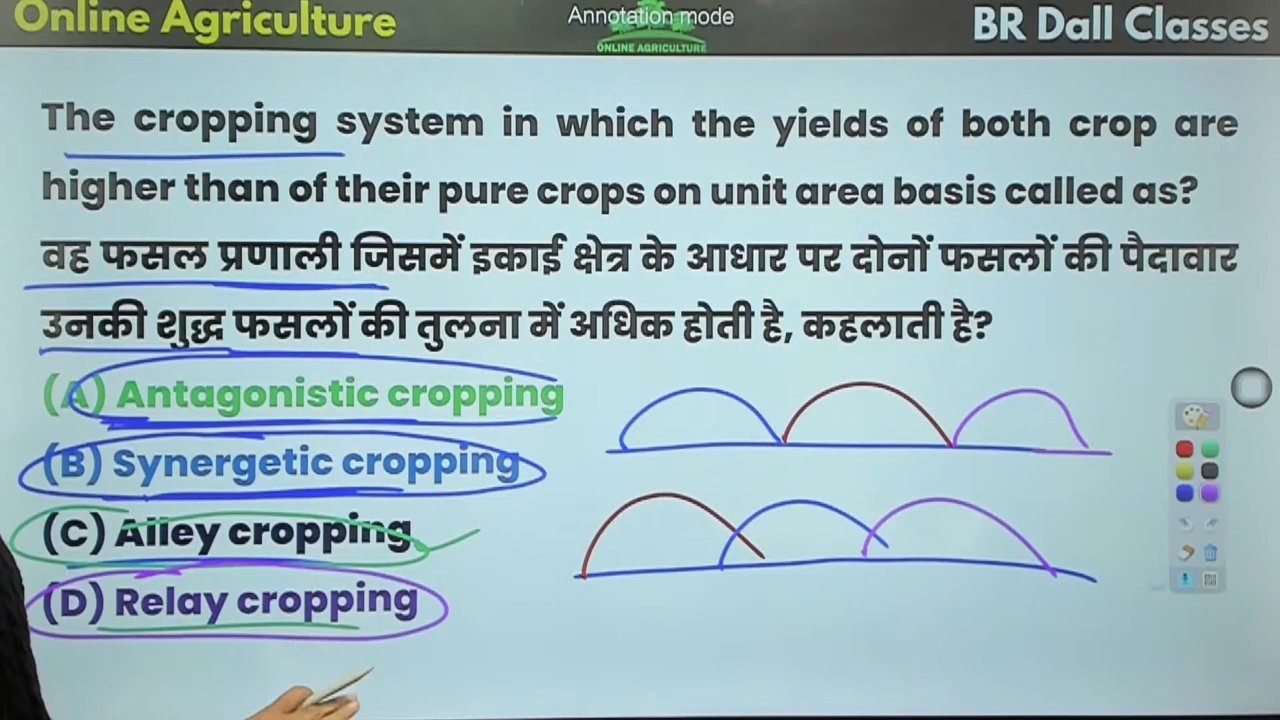 Online Agriculture
Annotation mode
ONLINE AGRICULTURE
BR Dall Classes
The cropping system in which the yields of both crop are
higher than of their pure crops on unit area basis called as?
वह फसल प्रणाली जिसमें इकाई क्षेत्र के आधार पर दोनों फसलों की पैदावार
उनकी शुद्ध फसलों की तुलना में अधिक होती है, कहलाती है?
(A) Antagonistic cropping
(B) Synergetic cropping
(C) Alley cropping
(D) Relay cropping